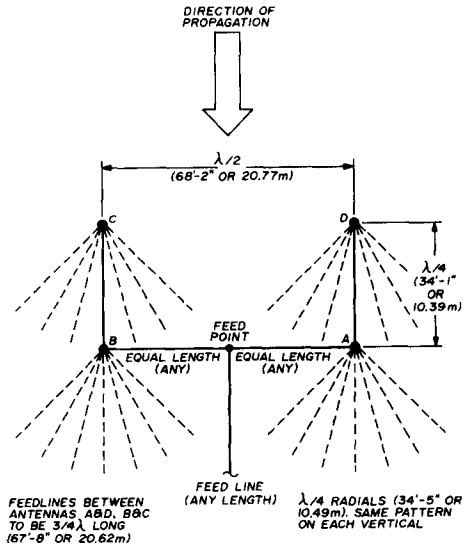 DIRECTION OF
PROPAGATION
λ/2
(68'-2" OR 20.77m)
C
D
λ/4
(34'-1"
OR
10.39m)
FEED
POINT
B
A
EQUAL LENGTH
(ANY)
EQUAL LENGTH
(ANY)
FEED LINE
(ANY LENGTH)
FEEDLINES BETWEEN
ANTENNAS A&D, B&C
TO BE 3/4λ LONG
(67'-8" OR 20.62m)
λ/4 RADIALS (34'-5" OR
10.49m). SAME PATTERN
ON EACH VERTICAL